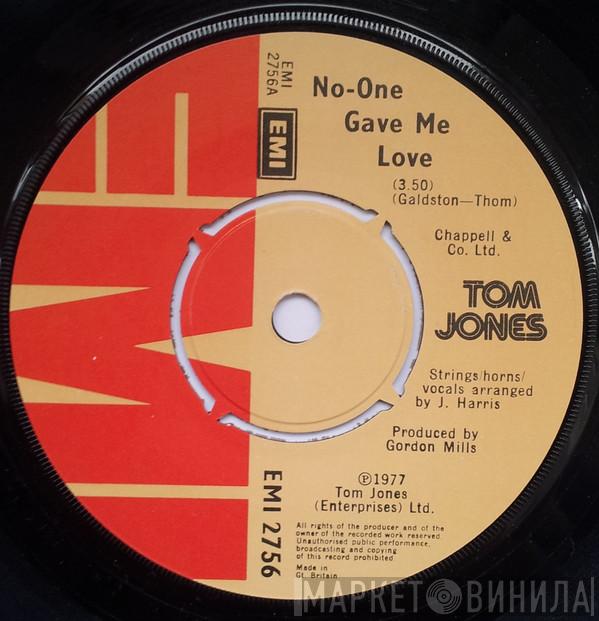 EMI
2756A
EMI
No-One
Gave Me
Love
(3.50)
(Galdston—Thom)
Chappell &
Co. Ltd.
TOM
JONES
Strings/horns/
vocals arranged
by J. Harris
Produced by
Gordon Mills
℗1977
Tom Jones
(Enterprises) Ltd.
All rights of the producer and of the
owner of the recorded work reserved.
Unauthorised public performance,
broadcasting and copying
of this record prohibited
Made in
Gt. Britain
EMI 2756
EMI
МАРКЕТ ВИНИЛА